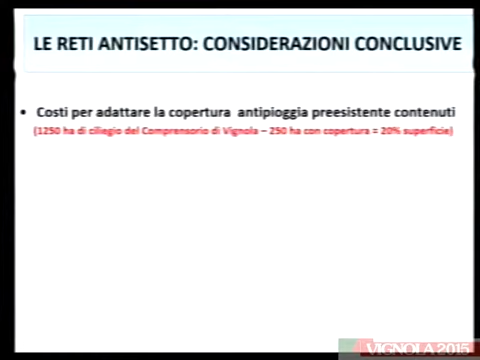 LE RETI ANTISETTO: CONSIDERAZIONI CONCLUSIVE
• Costi per adattare la copertura antipioggia preesistente contenuti
(1250 ha di ciliegio del Comprensorio di Vignola – 250 ha con copertura = 20% superficie)
VIGNOLA 2015